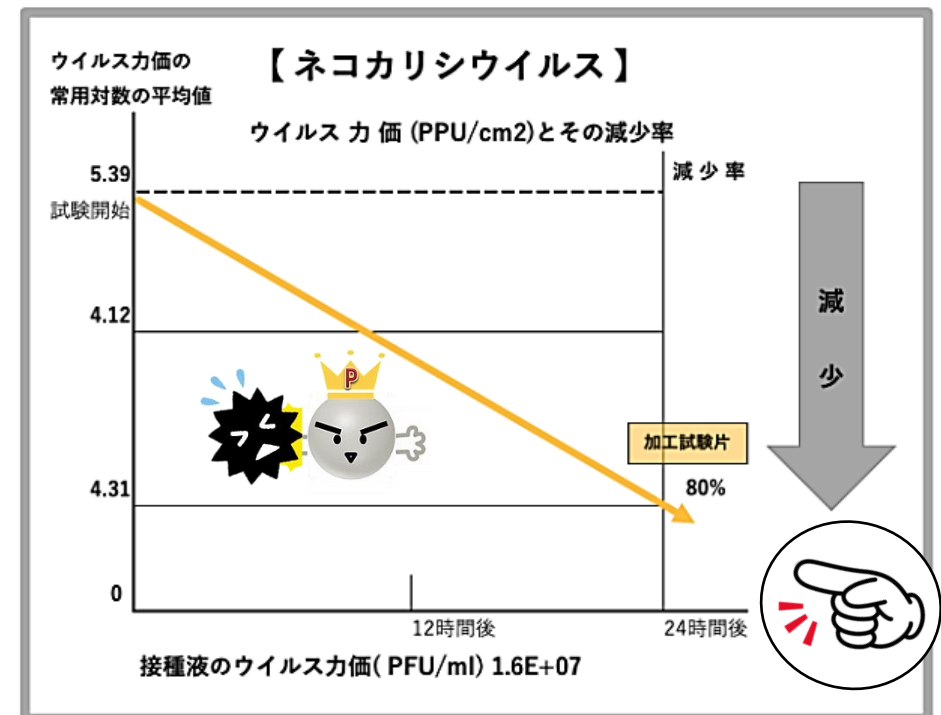 ウイルス力価の
常用対数の平均値
【 ネコカリシウイルス 】
ウイルス 力 価 (PPU/cm2)とその減少率
減 少 率
5.39
試験開始
4.12
P
加工試験片
80%
4.31
0
12時間後
24時間後
接種液のウイルス力価( PFU/ml) 1.6E+07
減
少